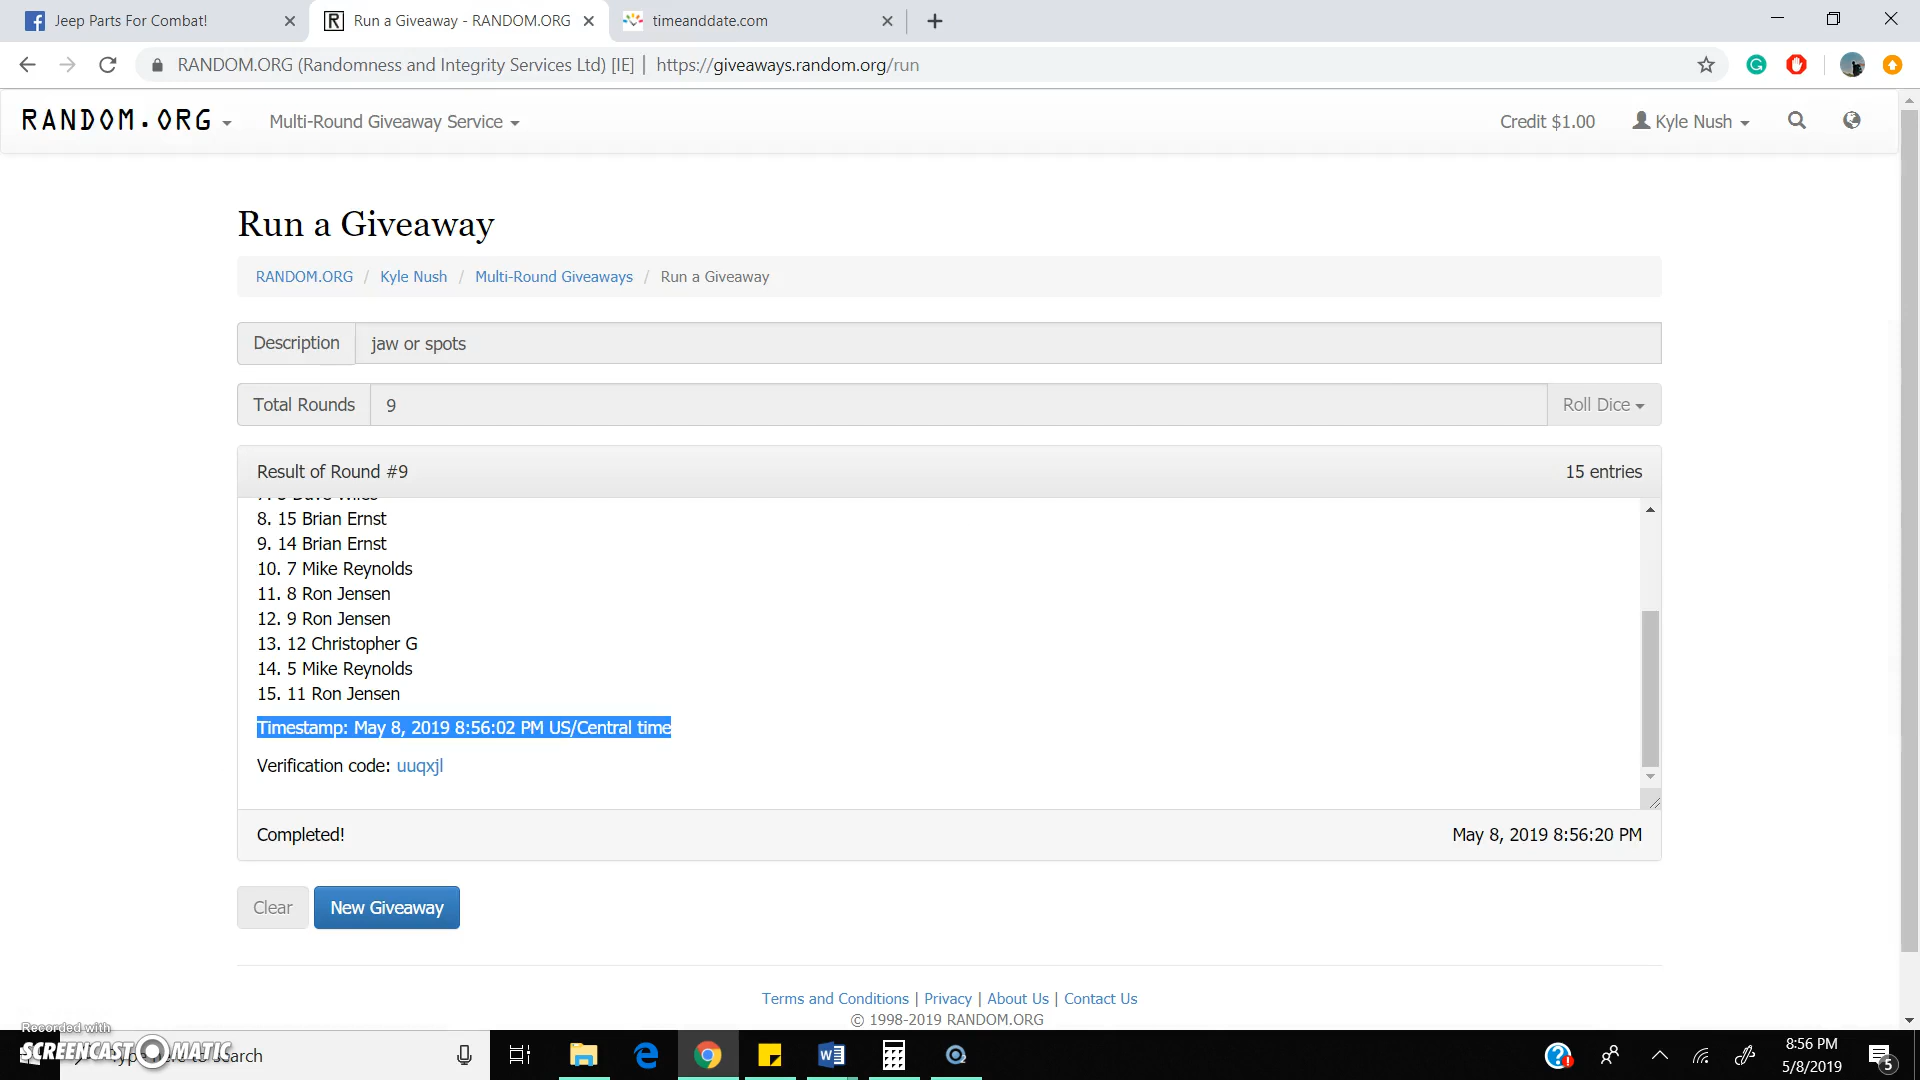 Jeep Parts For Combat!
Run a Giveaway - RANDOM.ORG
timeanddate.com
RANDOM.ORG (Randomness and Integrity Services Ltd) [IE] | https://giveaways.random.org/run
RANDOM.ORG
Multi-Round Giveaway Service
Credit $1.00
Kyle Nush
Run a Giveaway
RANDOM.ORG / Kyle Nush / Multi-Round Giveaways / Run a Giveaway
Description
jaw or spots
Total Rounds
9
Roll Dice
Result of Round #9
15 entries
8. 15 Brian Ernst
9. 14 Brian Ernst
10. 7 Mike Reynolds
11. 8 Ron Jensen
12. 9 Ron Jensen
13. 12 Christopher G
14. 5 Mike Reynolds
15. 11 Ron Jensen
Timestamp: May 8, 2019 8:56:02 PM US/Central time
Verification code: uuqxjl
Completed!
May 8, 2019 8:56:20 PM
Clear
New Giveaway
Terms and Conditions | Privacy | About Us | Contact Us
© 1998-2019 RANDOM.ORG
Recorded with
SCREENCAST-O-MATIC
Type here to search
8:56 PM
5/8/2019
5